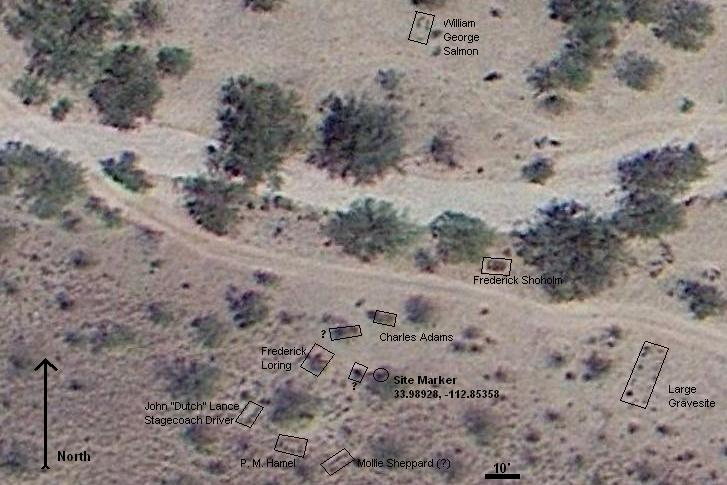 William
George
Salmon
Frederick Shoholm
?
Charles Adams
Frederick
Loring
?
Site Marker
33.98928, -112.85358
Large
Gravesite
John "Dutch" Lance
Stagecoach Driver
North
P. M. Hamel
Mollie Sheppard (?)
10'